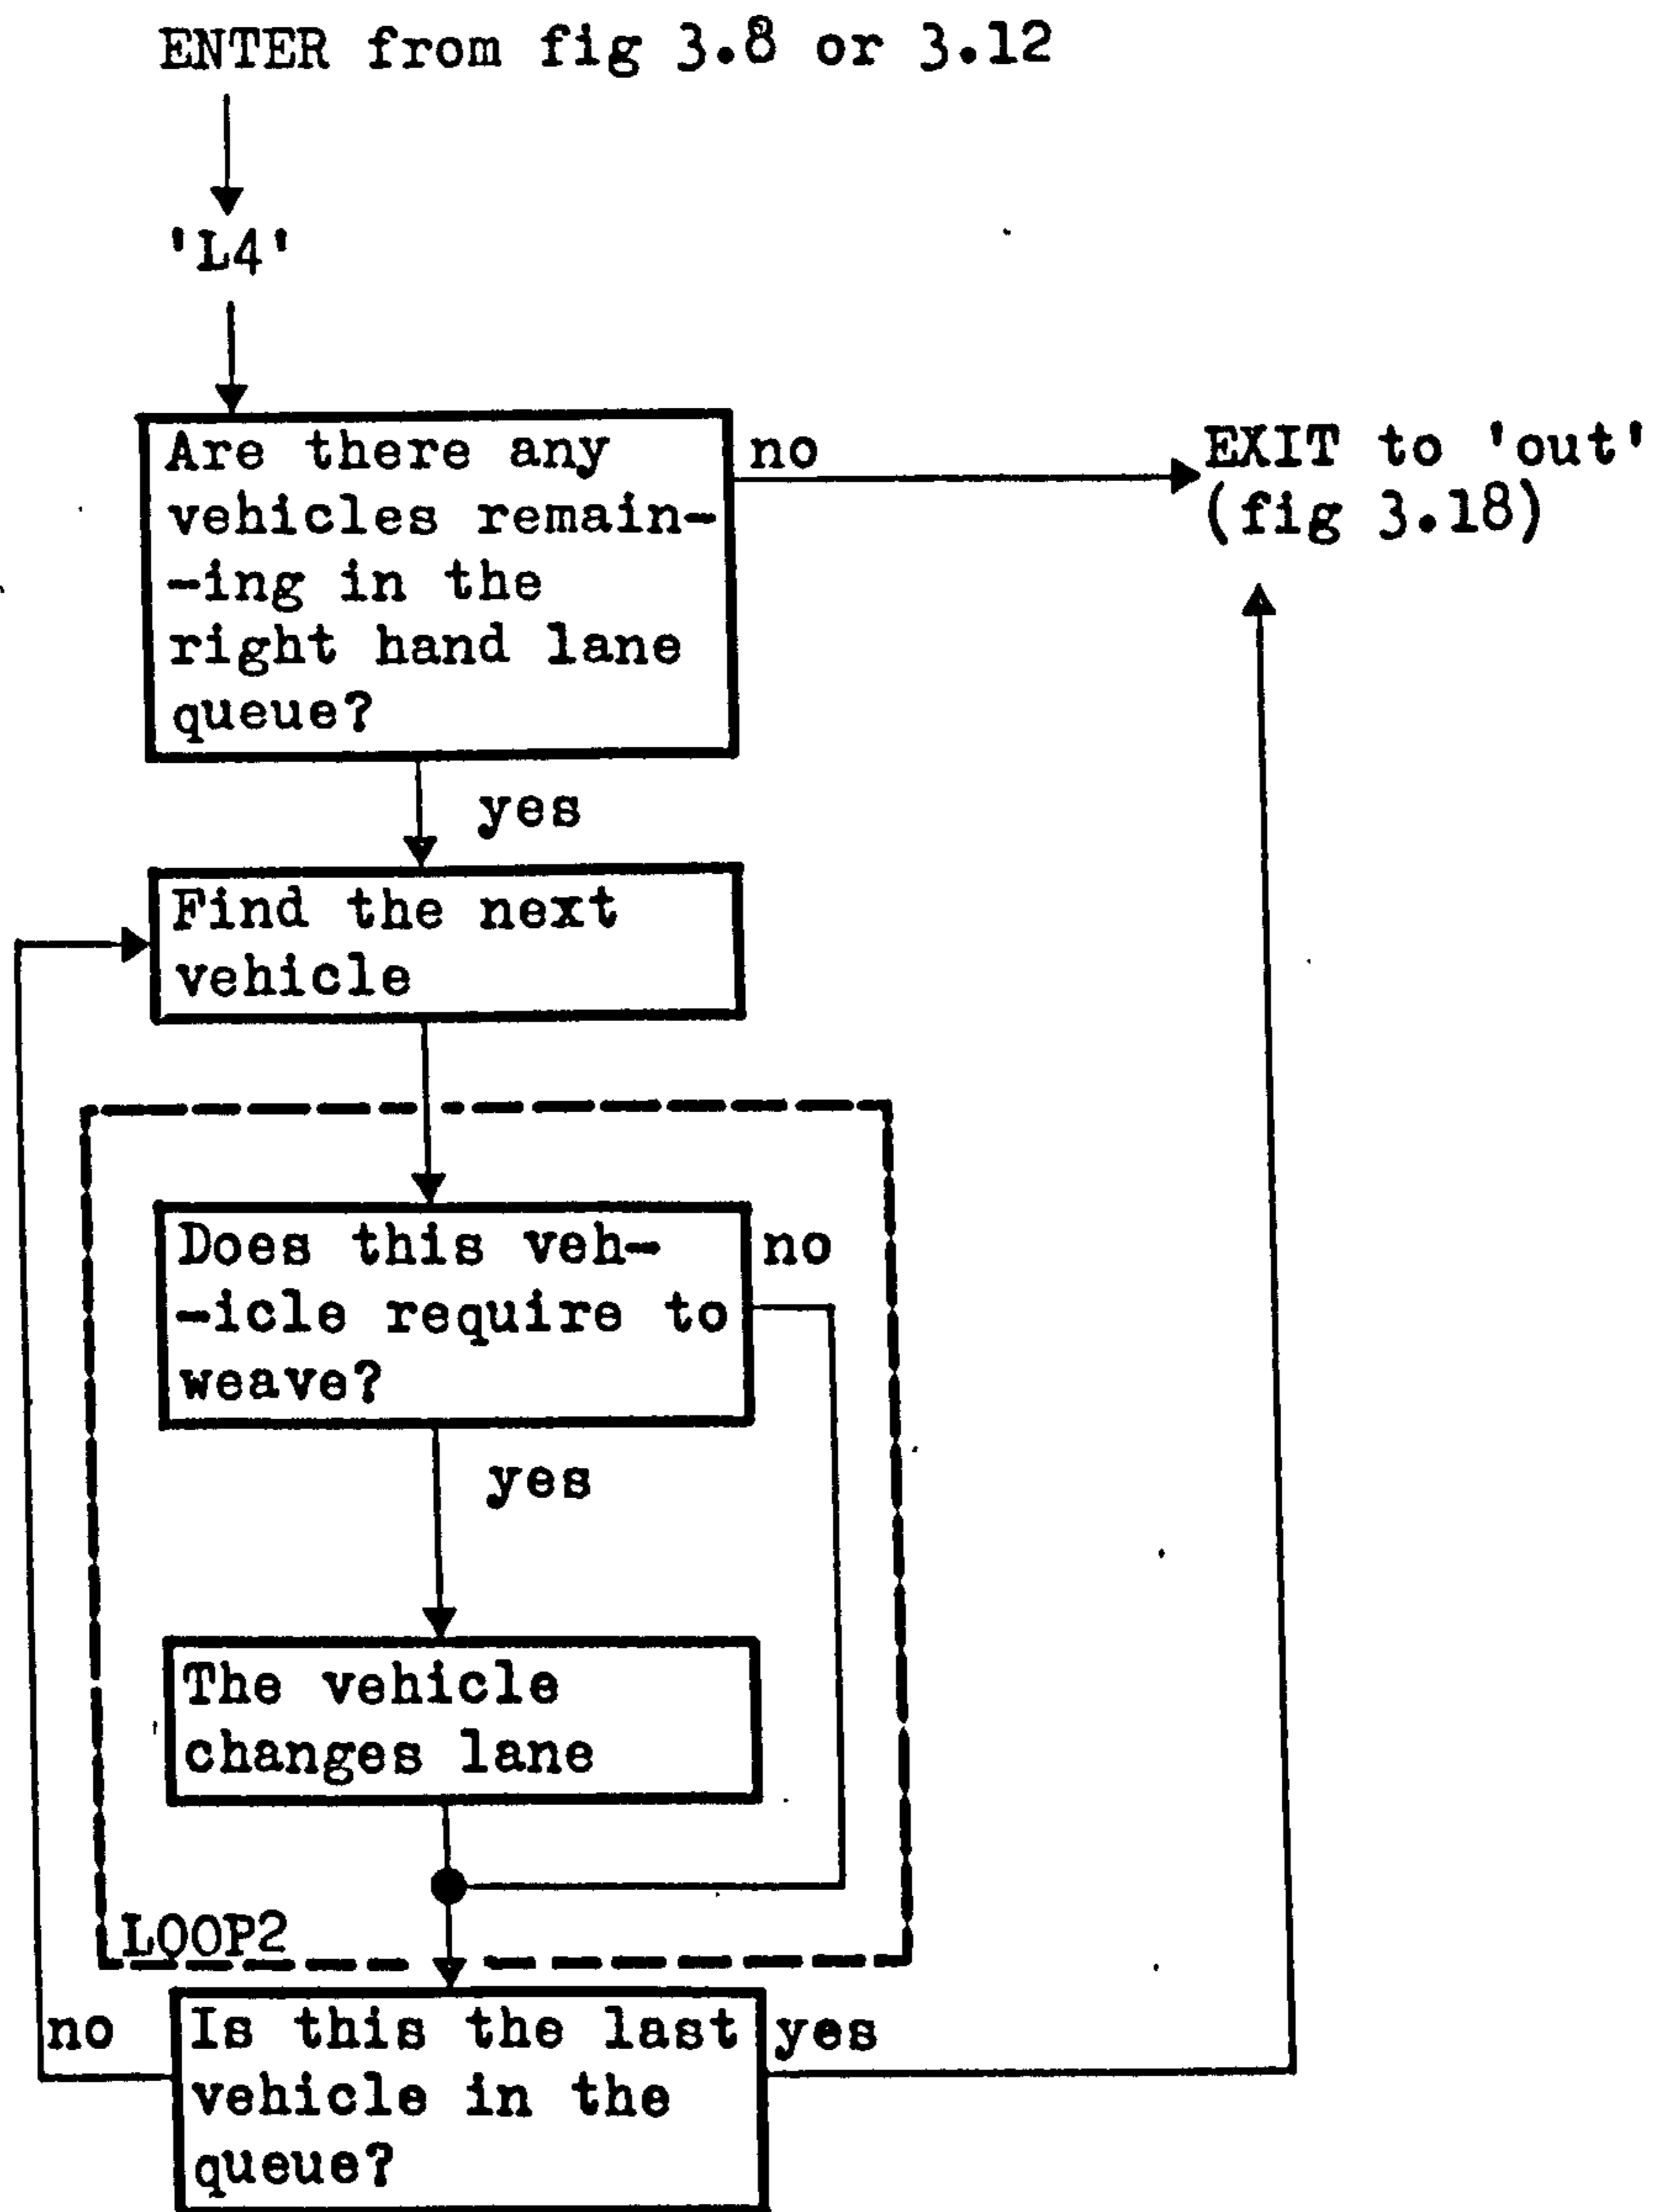 ENTER from fig 3.8 or 3.12
'L4'
Are there any
vehicles remain-
-ing in the
right hand lane
queue?
no
EXIT to 'out'
(fig 3.18)
yes
Find the next
vehicle
Does this veh-
-icle require to
weave?
no
yes
The vehicle
changes lane
LOOP2
no
Is this the last
vehicle in the
queue?
yes